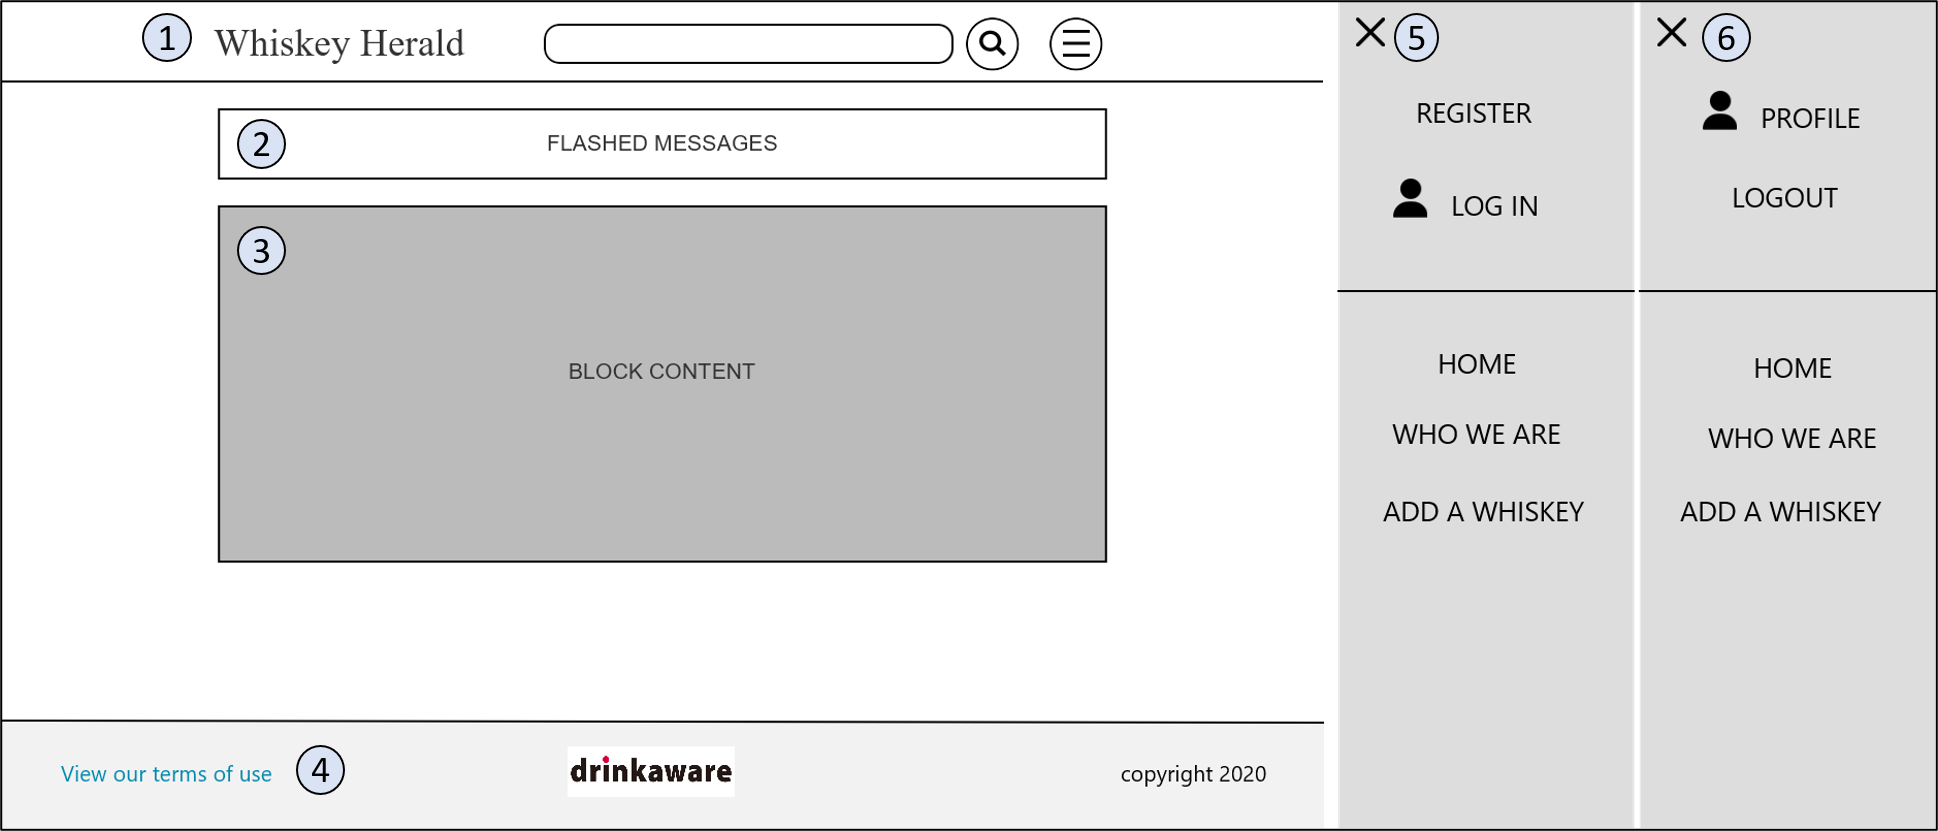 1 Whiskey Herald
2 FLASHED MESSAGES
3
BLOCK CONTENT
View our terms of use 4 drinkaware copyright 2020
5
REGISTER
LOG IN
HOME
WHO WE ARE
ADD A WHISKEY
6
PROFILE
LOGOUT
HOME
WHO WE ARE
ADD A WHISKEY